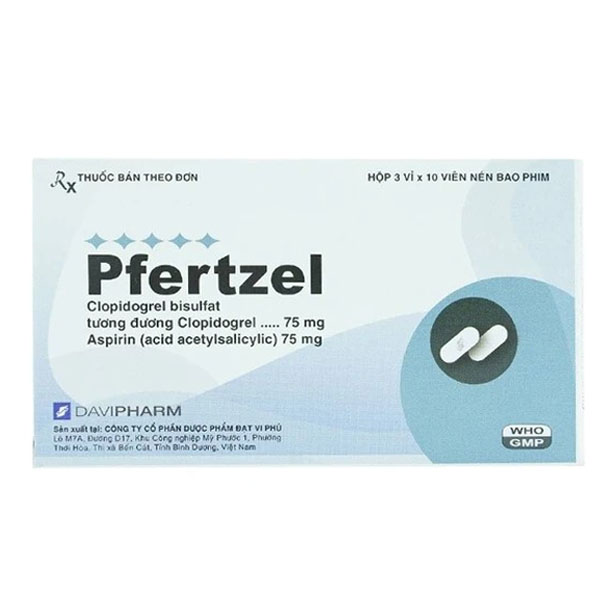 Rx THUỐC BÁN THEO ĐƠN
HỘP 3 VỈ x 10 VIÊN NÉN BAO PHIM
Pfertzel
Clopidogrel bisulfat
tương đương Clopidogrel ..... 75 mg
Aspirin (acid acetylsalicylic) 75 mg
DAVIPHARM
Sản xuất tại: CÔNG TY CỔ PHẦN DƯỢC PHẨM ĐẠT VI PHÚ
Lô M7A, Đường D17, Khu Công nghiệp Mỹ Phước 1, Phường
Thới Hòa, Thị xã Bến Cát, Tỉnh Bình Dương, Việt Nam
WHO
GMP